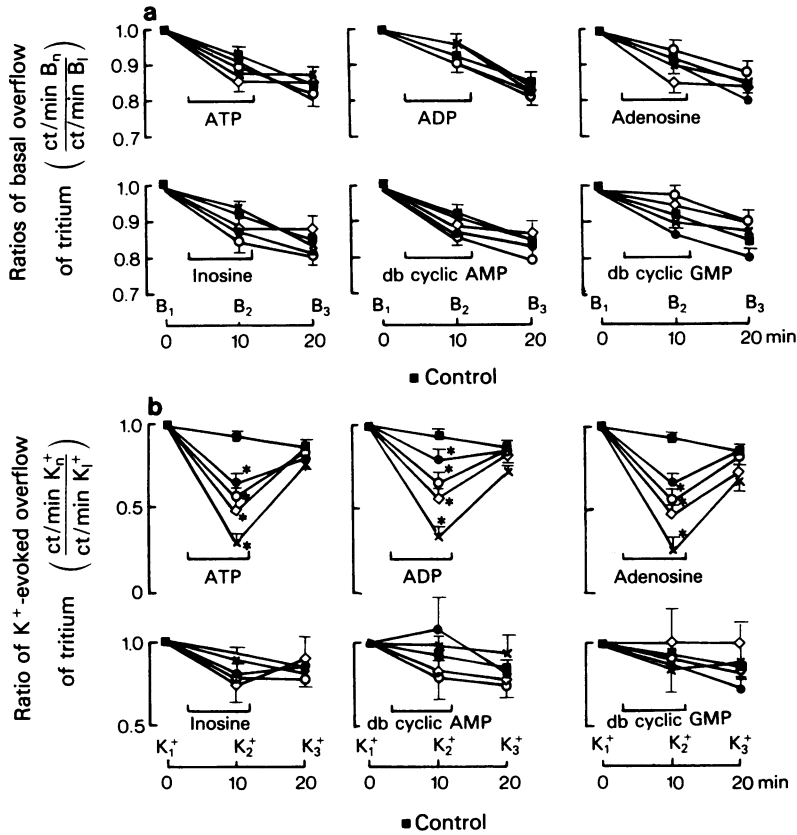 a
Ratios of basal overflow of tritium ( ct/min Bn / ct/min BI )
1.0
0.9
0.8
0.7
ATP
ADP
Adenosine
1.0
0.9
0.8
0.7
Inosine
db cyclic AMP
db cyclic GMP
B1 B2 B3
B1 B2 B3
B1 B2 B3
0 10 20
0 10 20
0 10 20 min
■ Control
b
Ratio of K+-evoked overflow of tritium ( ct/min Kn+ / ct/min KI+ )
1.0
0.5
0
ATP
ADP
Adenosine
* * * *
* * * *
* * *
1.0
0.5
Inosine
db cyclic AMP
db cyclic GMP
K1+ K2+ K3+
K1+ K2+ K3+
K1+ K2+ K3+
0 10 20
0 10 20
0 10 20 min
■ Control